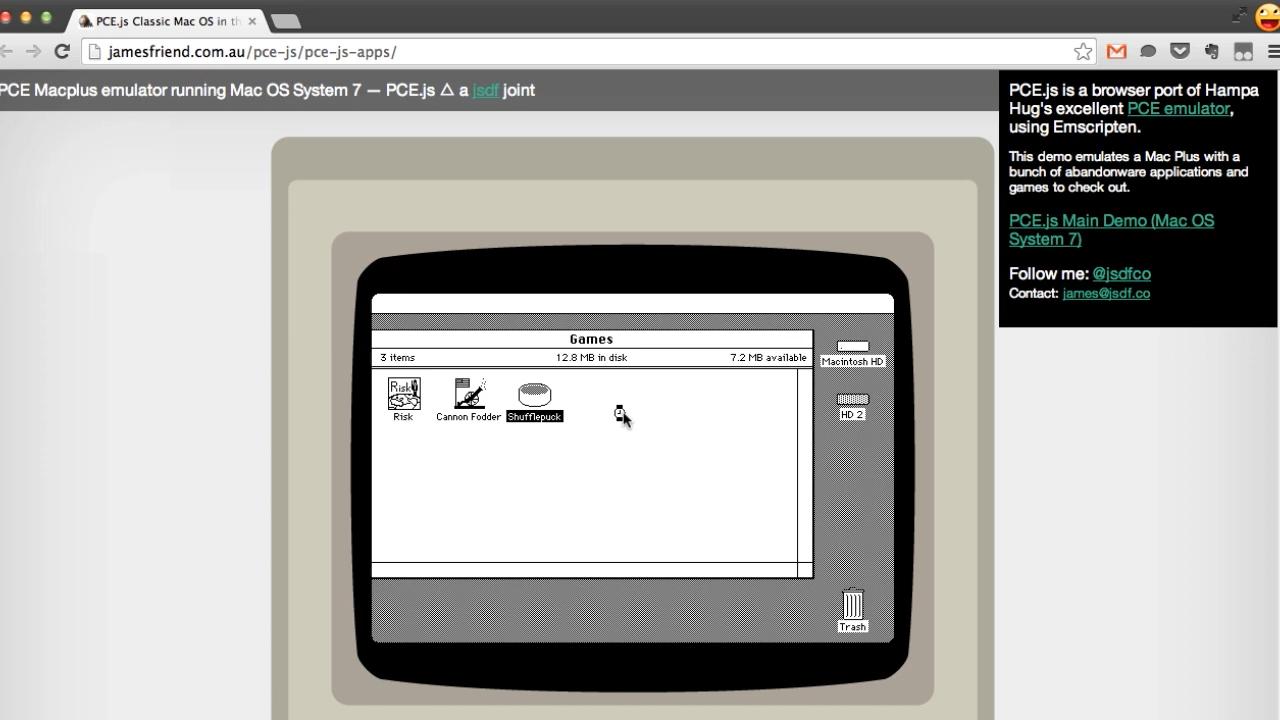 PCE.js Classic Mac OS in th
jamesfriend.com.au/pce-js/pce-js-apps/
PCE Macplus emulator running Mac OS System 7 — PCE.js △ a jsdf joint
PCE.js is a browser port of Hampa
Hug's excellent PCE emulator,
using Emscripten.
This demo emulates a Mac Plus with a
bunch of abandonware applications and
games to check out.
PCE.js Main Demo (Mac OS
System 7)
Follow me: @jsdfco
Contact: james@jsdf.co
Games
3 items 12.8 MB in disk 7.2 MB available
Risk
Risk Cannon Fodder Shufflepuck
Macintosh HD
HD 2
Trash